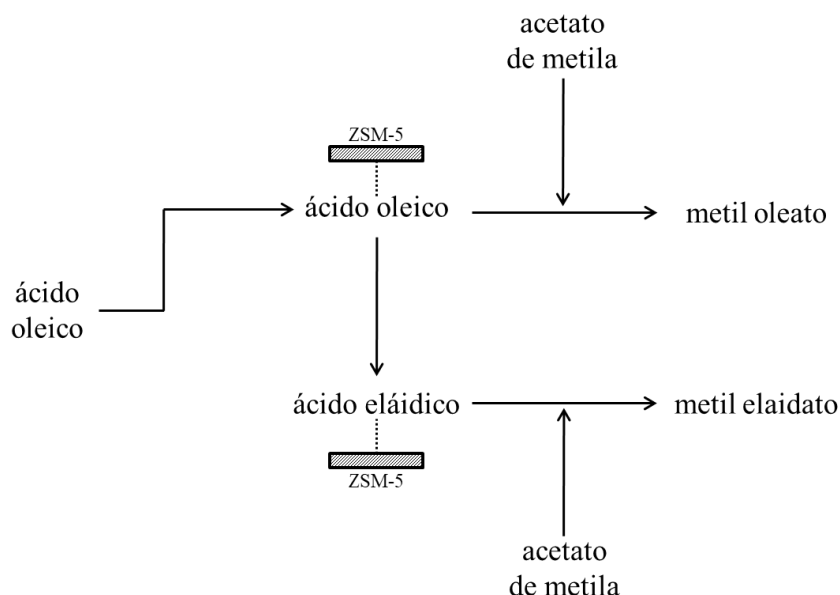 acetato
de metila
ZSM-5
ácido oleico
metil oleato
ácido
oleico
ácido eláidico
metil elaidato
ZSM-5
acetato
de metila